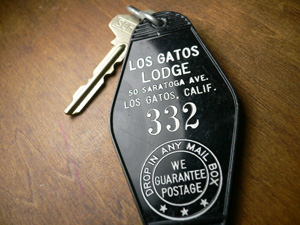 LOS GATOS
LODGE
50 SARATOGA AVE.
LOS GATOS, CALIF.
332
DROP IN ANY MAIL BOX
WE
GUARANTEE
POSTAGE